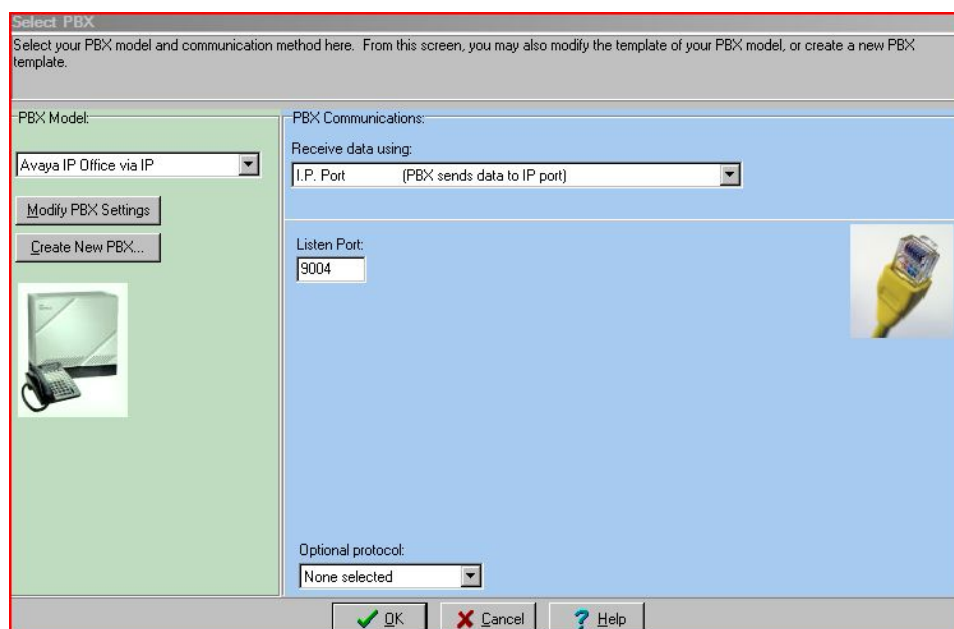 Select PBX
Select your PBX model and communication method here.  From this screen, you may also modify the template of your PBX model, or create a new PBX
template.
PBX Model:
Avaya IP Office via IP
Modify PBX Settings
Create New PBX...
PBX Communications:
Receive data using:
I.P. Port (PBX sends data to IP port)
Listen Port:
9004
Optional protocol:
None selected
OK
Cancel
Help